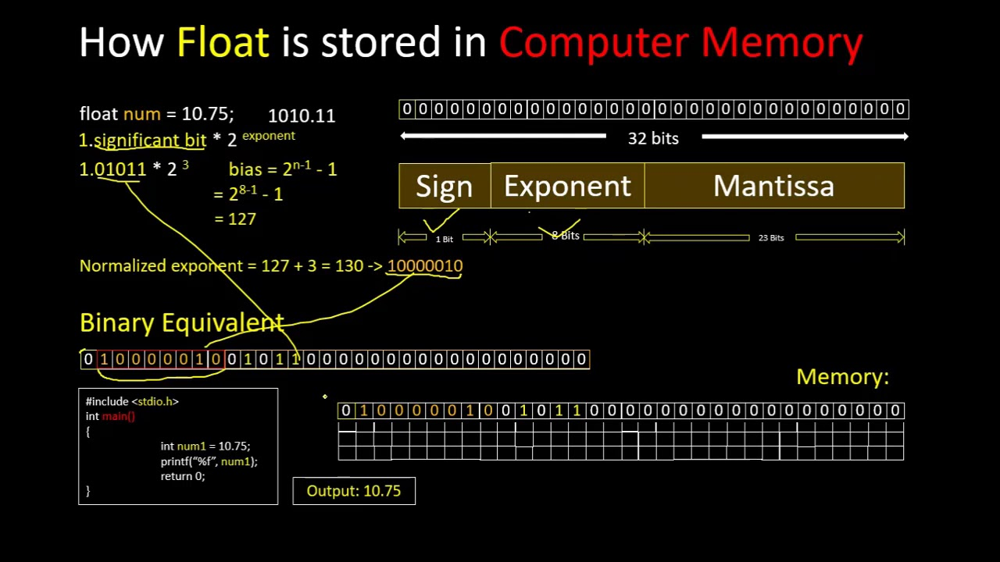 How Float is stored in Computer Memory
float num = 10.75; 1010.11
1.significant bit * 2 exponent
1.01011 * 2 3
bias = 2n-1 - 1
= 28-1 - 1
= 127
0 0 0 0 0 0 0 0 0 0 0 0 0 0 0 0 0 0 0 0 0 0 0 0 0 0 0 0 0 0 0 0
32 bits
Sign Exponent Mantissa
1 Bit 8 Bits 23 Bits
Normalized exponent = 127 + 3 = 130 -> 10000010
Binary Equivalent
0 1 0 0 0 0 0 1 0 0 1 0 1 1 0 0 0 0 0 0 0 0 0 0 0 0 0 0 0 0 0 0
#include <stdio.h>
int main()
{
int num1 = 10.75;
printf(“%f”, num1);
return 0;
}
Output: 10.75
Memory:
0 1 0 0 0 0 0 1 0 0 1 0 1 1 0 0 0 0 0 0 0 0 0 0 0 0 0 0 0 0 0 0